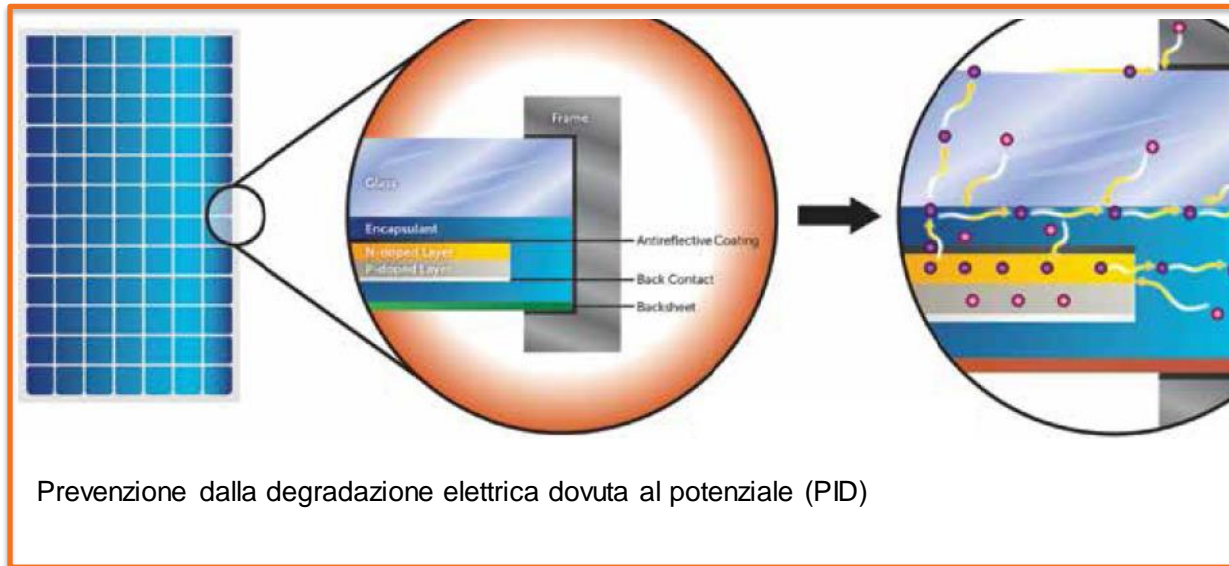 Frame
Glass
Encapsulant
N-doped Layer
P-doped Layer
Antireflective Coating
Back Contact
Backsheet
Prevenzione dalla degradazione elettrica dovuta al potenziale (PID)